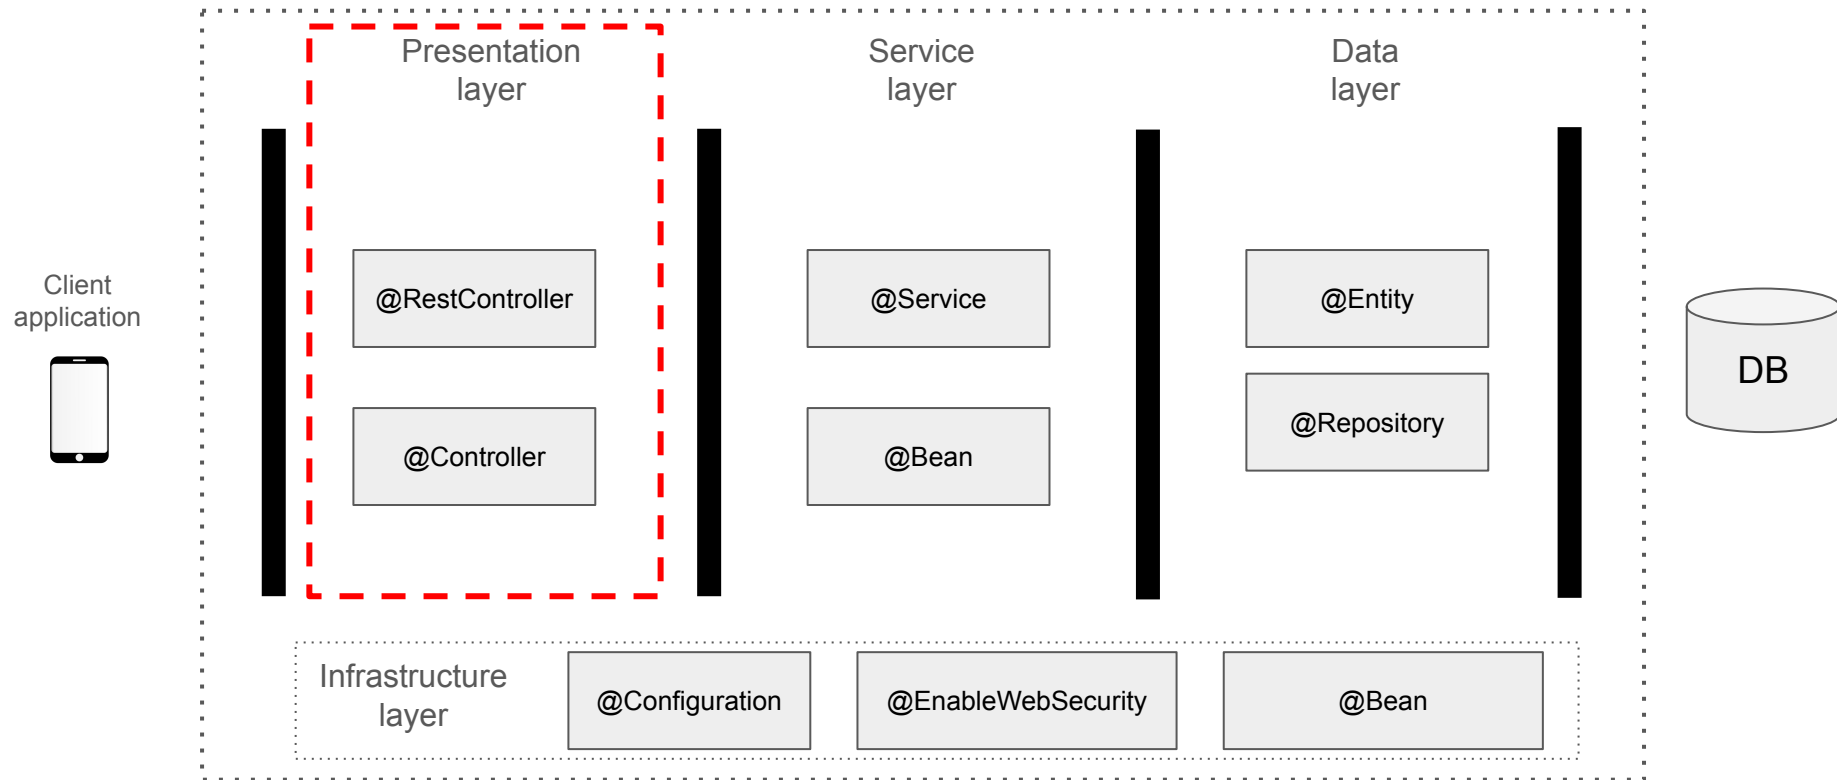 Presentation
layer
Service
layer
Data
layer
Client
application
@RestController
@Controller
@Service
@Bean
@Entity
@Repository
DB
Infrastructure
layer
@Configuration
@EnableWebSecurity
@Bean